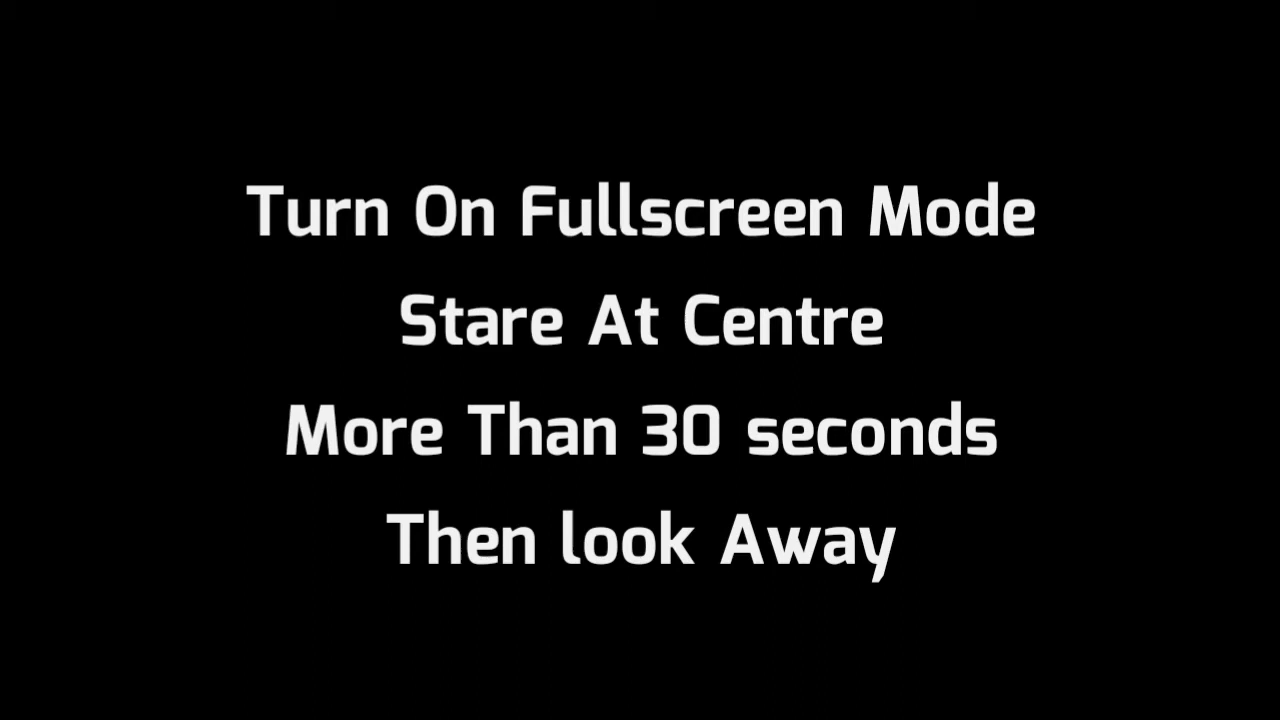 Turn On Fullscreen Mode
Stare At Centre
More Than 30 seconds
Then look Away